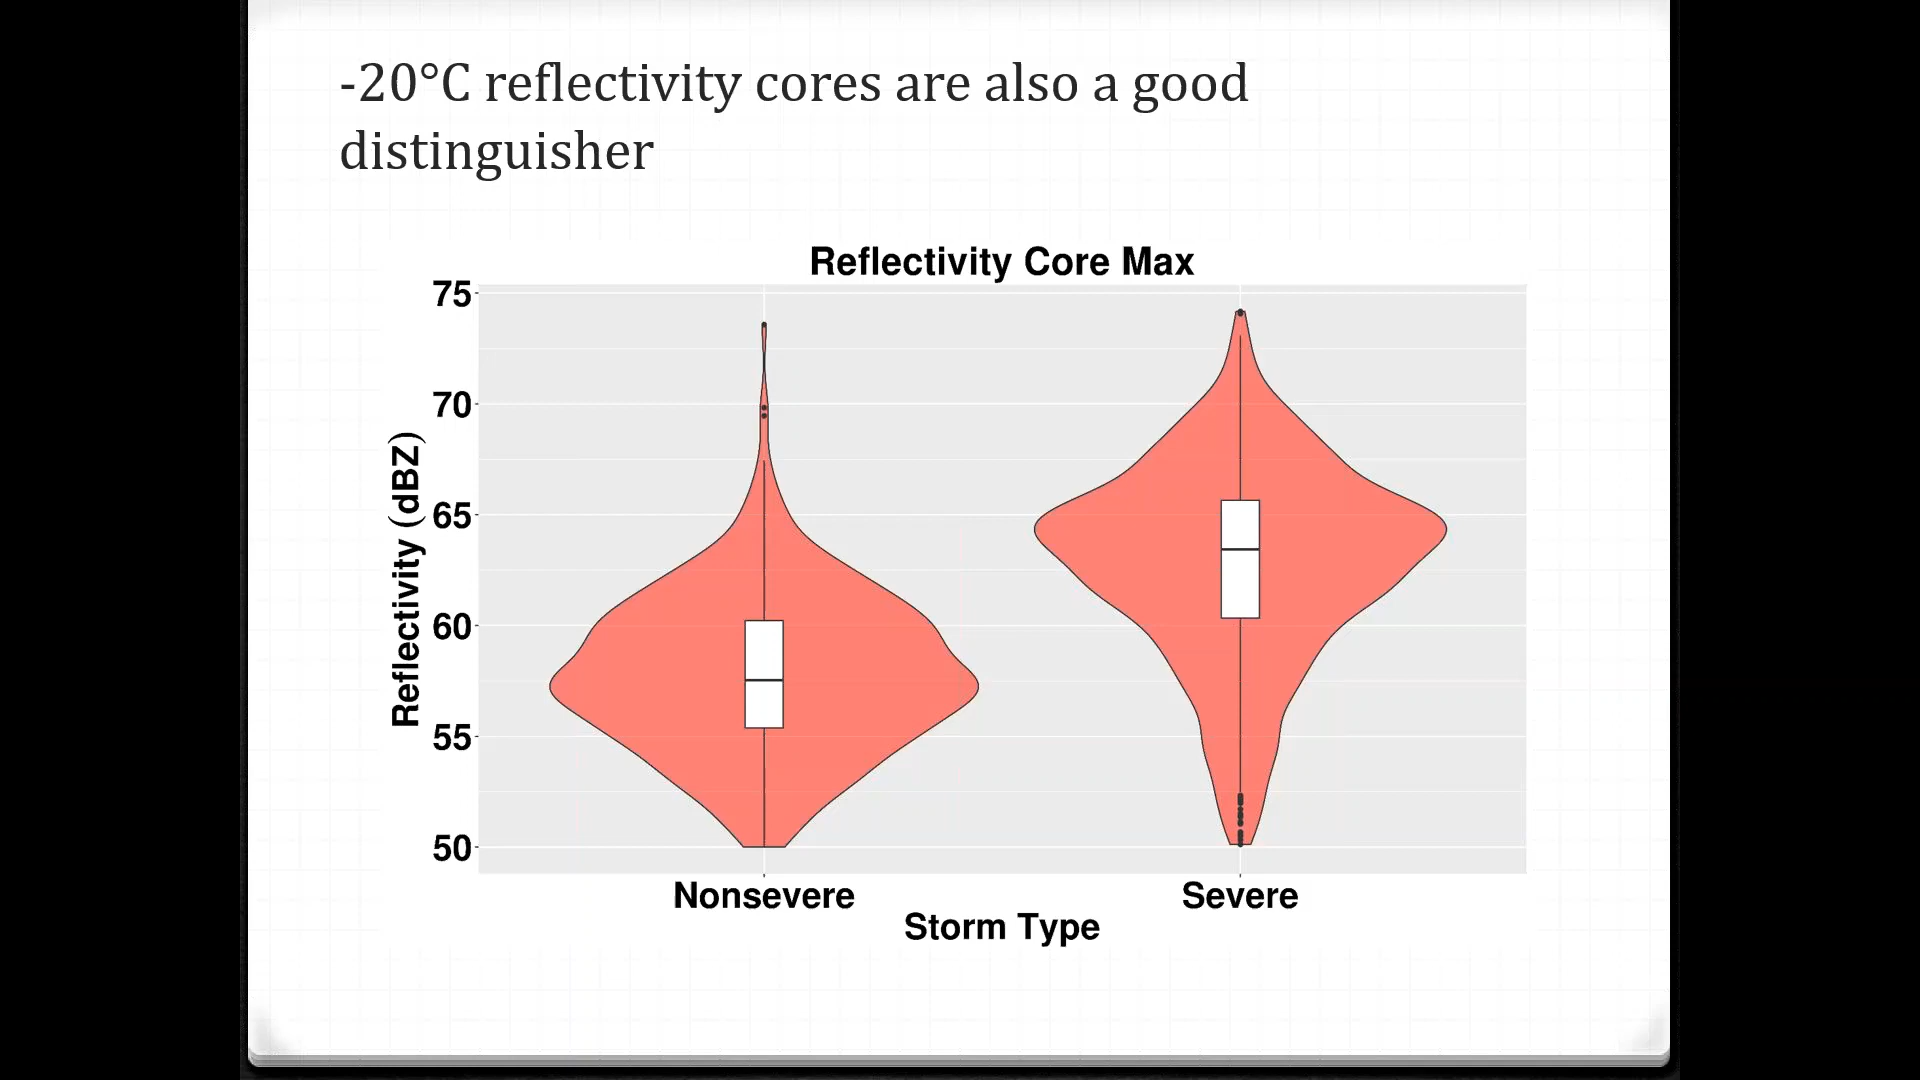 -20°C reflectivity cores are also a good
distinguisher
Reflectivity Core Max
75
70
65
60
55
50
Reflectivity (dBZ)
Nonsevere
Severe
Storm Type